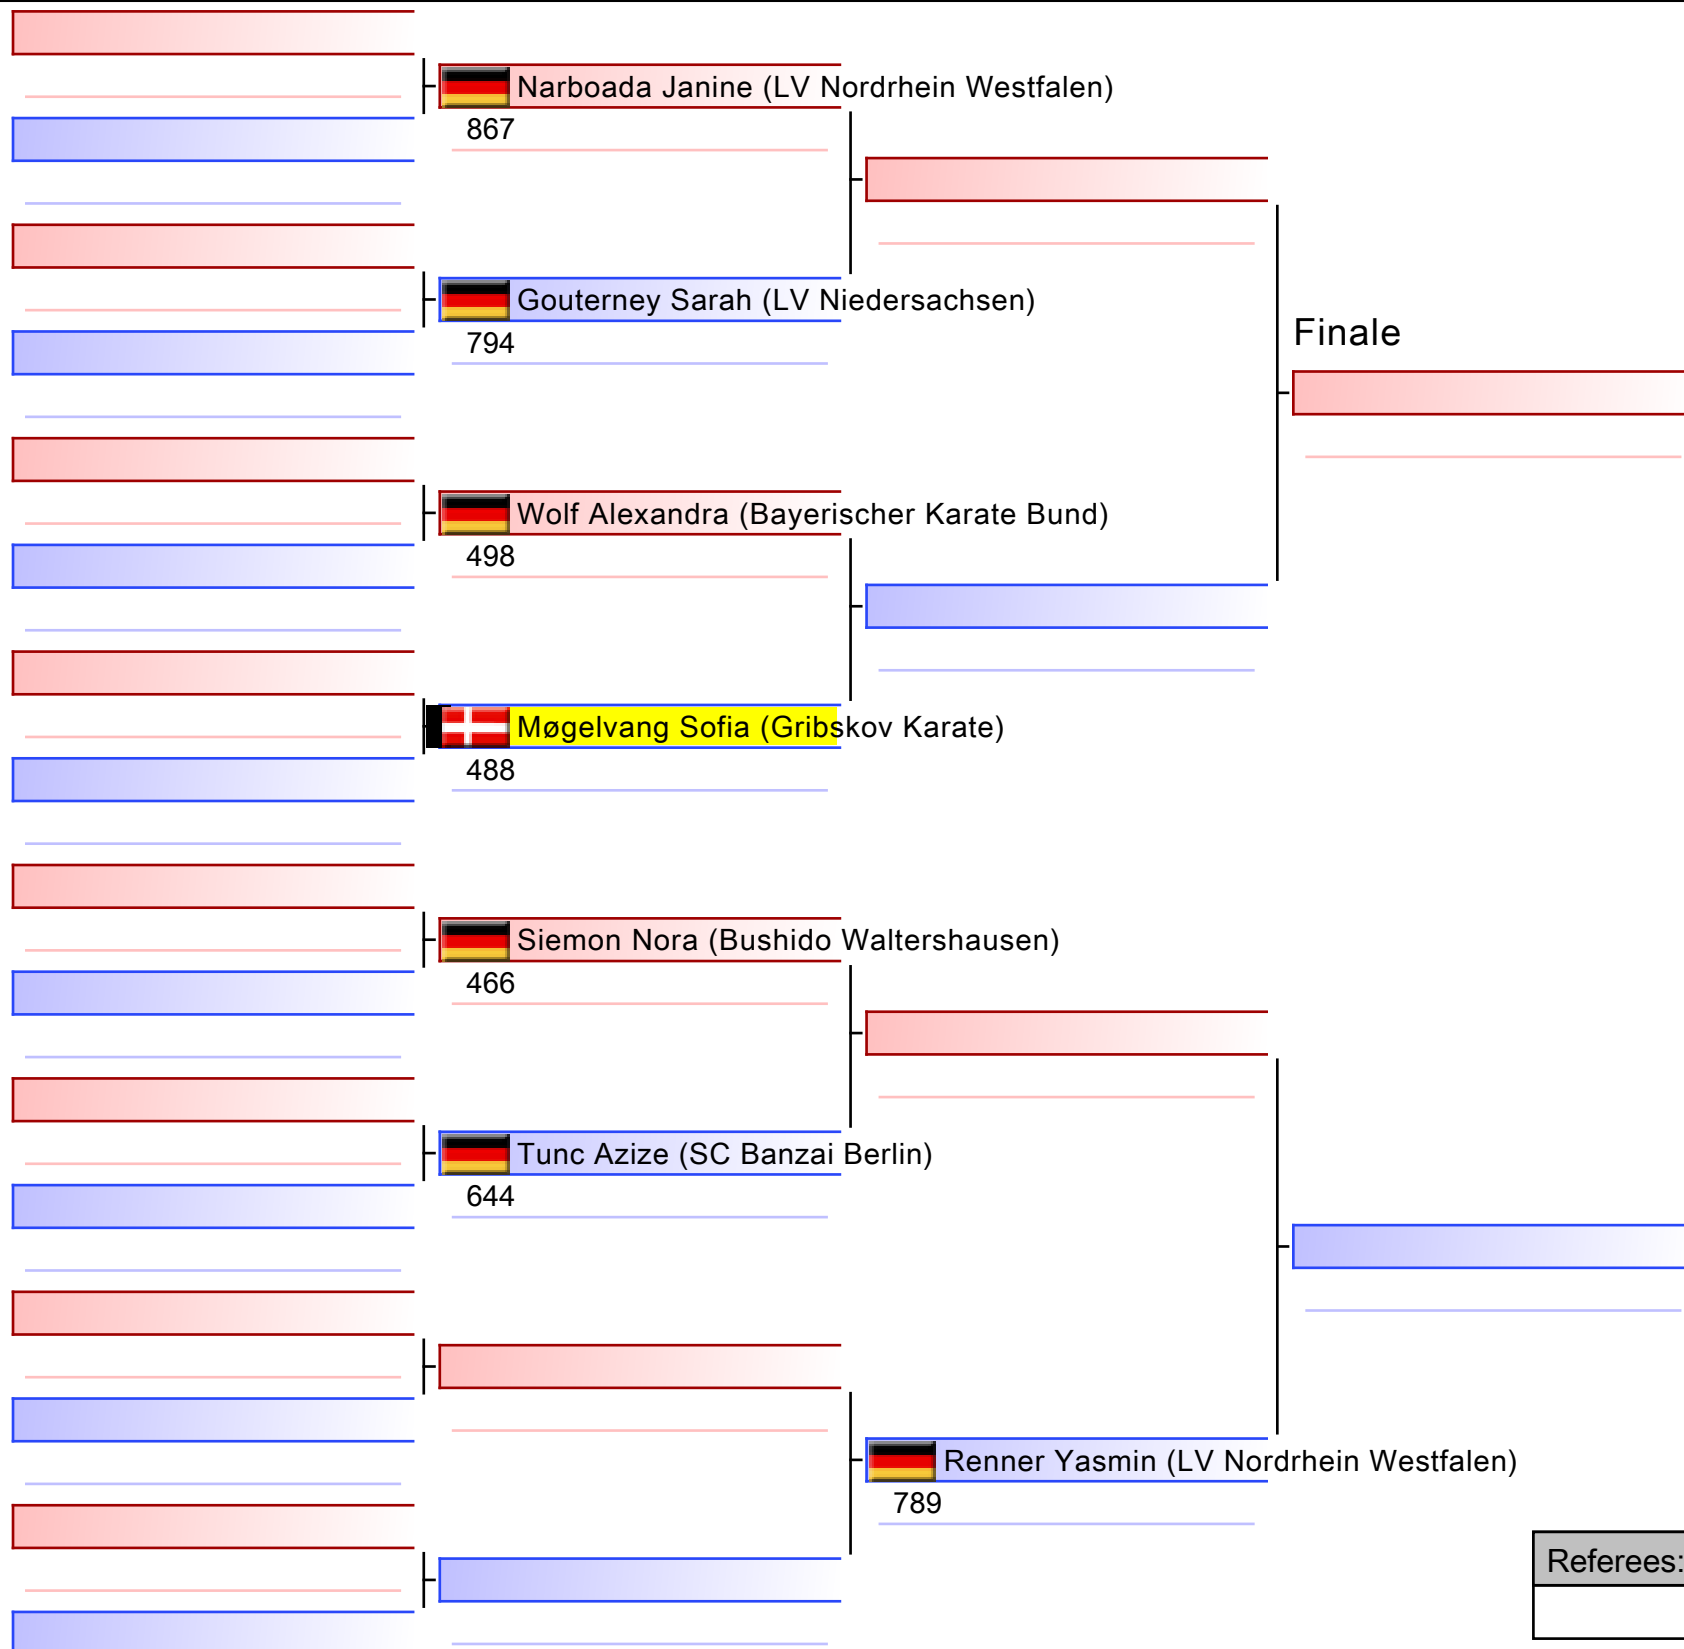 Narboada Janine (LV Nordrhein Westfalen)
867
Gouterney Sarah (LV Niedersachsen)
794
Finale
Wolf Alexandra (Bayerischer Karate Bund)
498
Møgelvang Sofia (Gribskov Karate)
488
Siemon Nora (Bushido Waltershausen)
466
Tunc Azize (SC Banzai Berlin)
644
Renner Yasmin (LV Nordrhein Westfalen)
789
Referees: